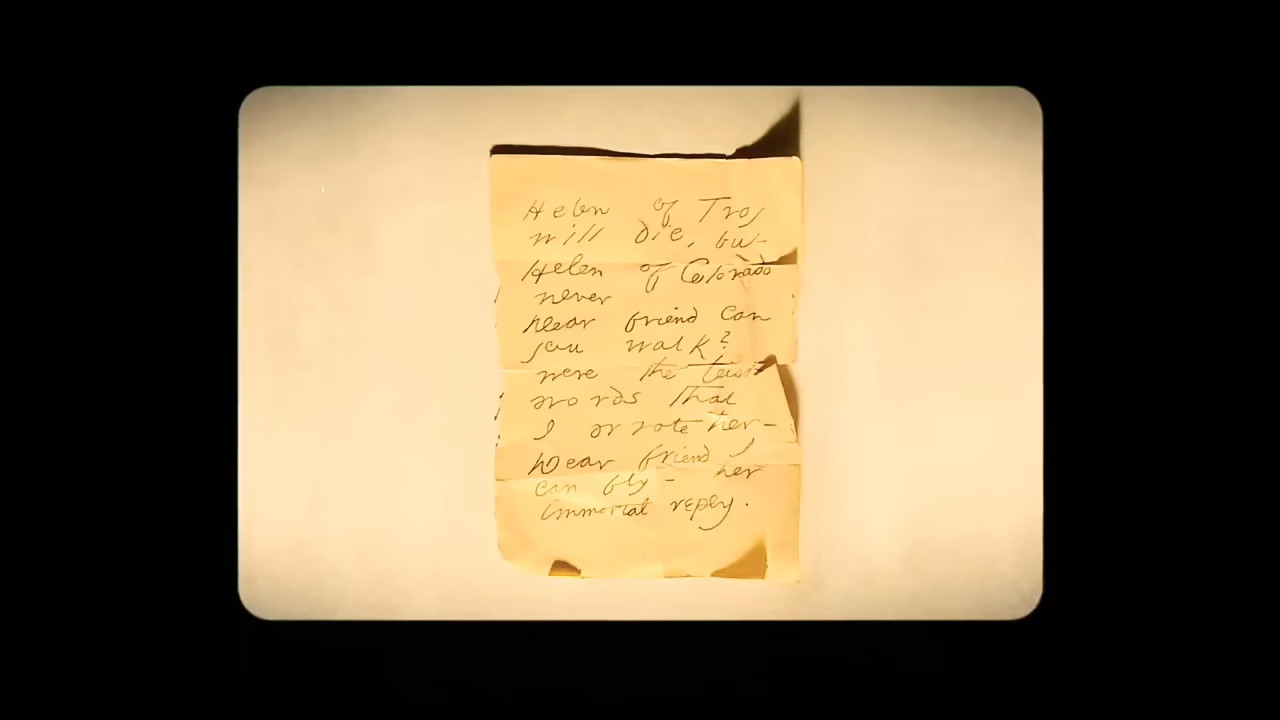 Helen of Troy
will die, but
Helen of Colorado
never
Dear friend can
you walk?
were the last
words that
I wrote her -
Dear friend I
can fly - her
immortal reply.